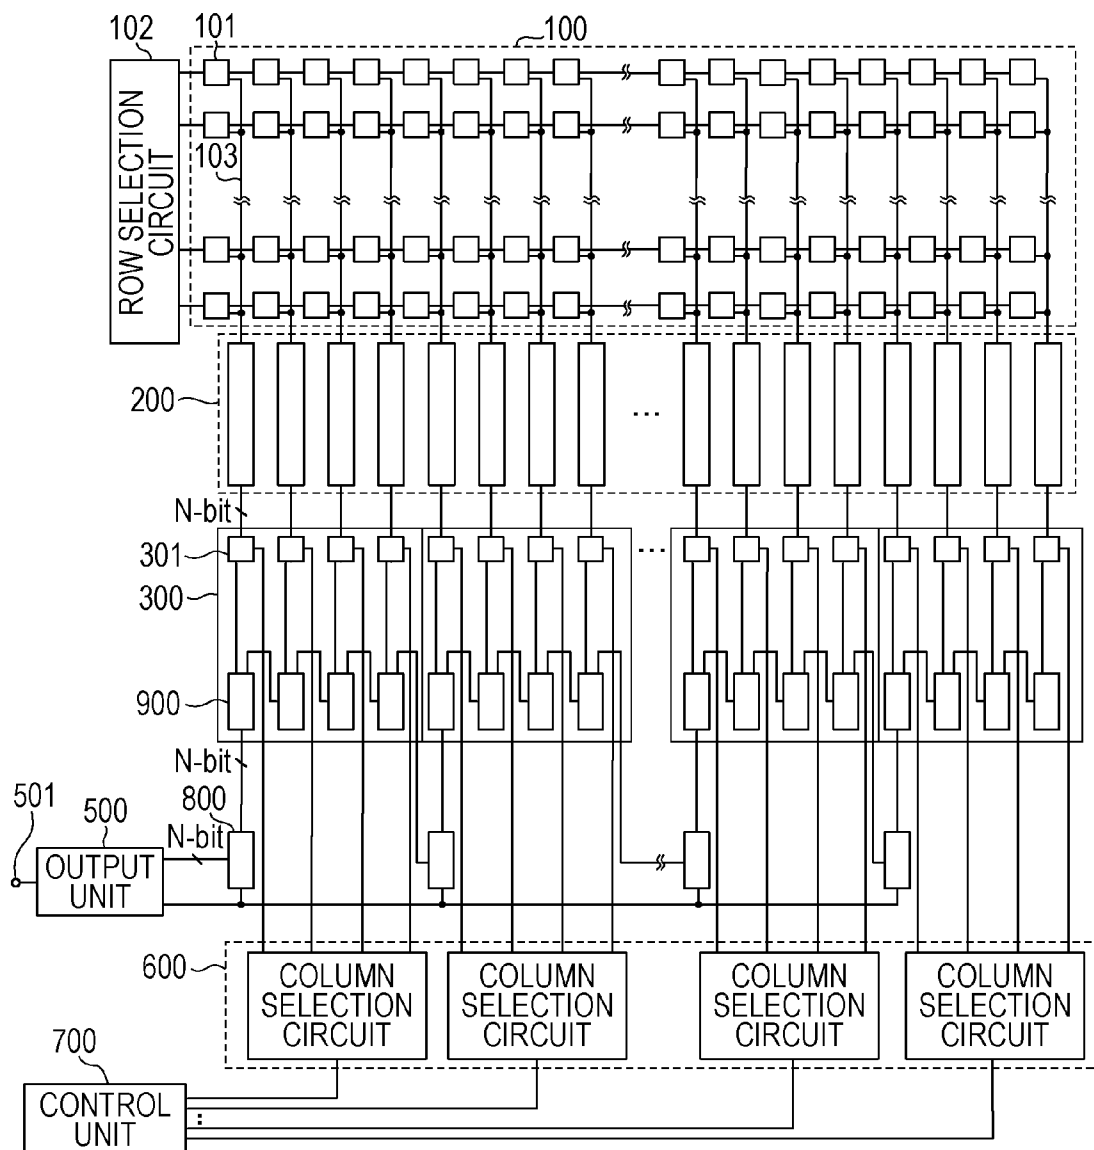 102
101
100
ROW SELECTION
CIRCUIT
103
200
...
N-bit
301
...
300
900
N-bit
501
500
800
N-bit
OUTPUT
UNIT
600
COLUMN
SELECTION
CIRCUIT
COLUMN
SELECTION
CIRCUIT
COLUMN
SELECTION
CIRCUIT
COLUMN
SELECTION
CIRCUIT
700
CONTROL
UNIT